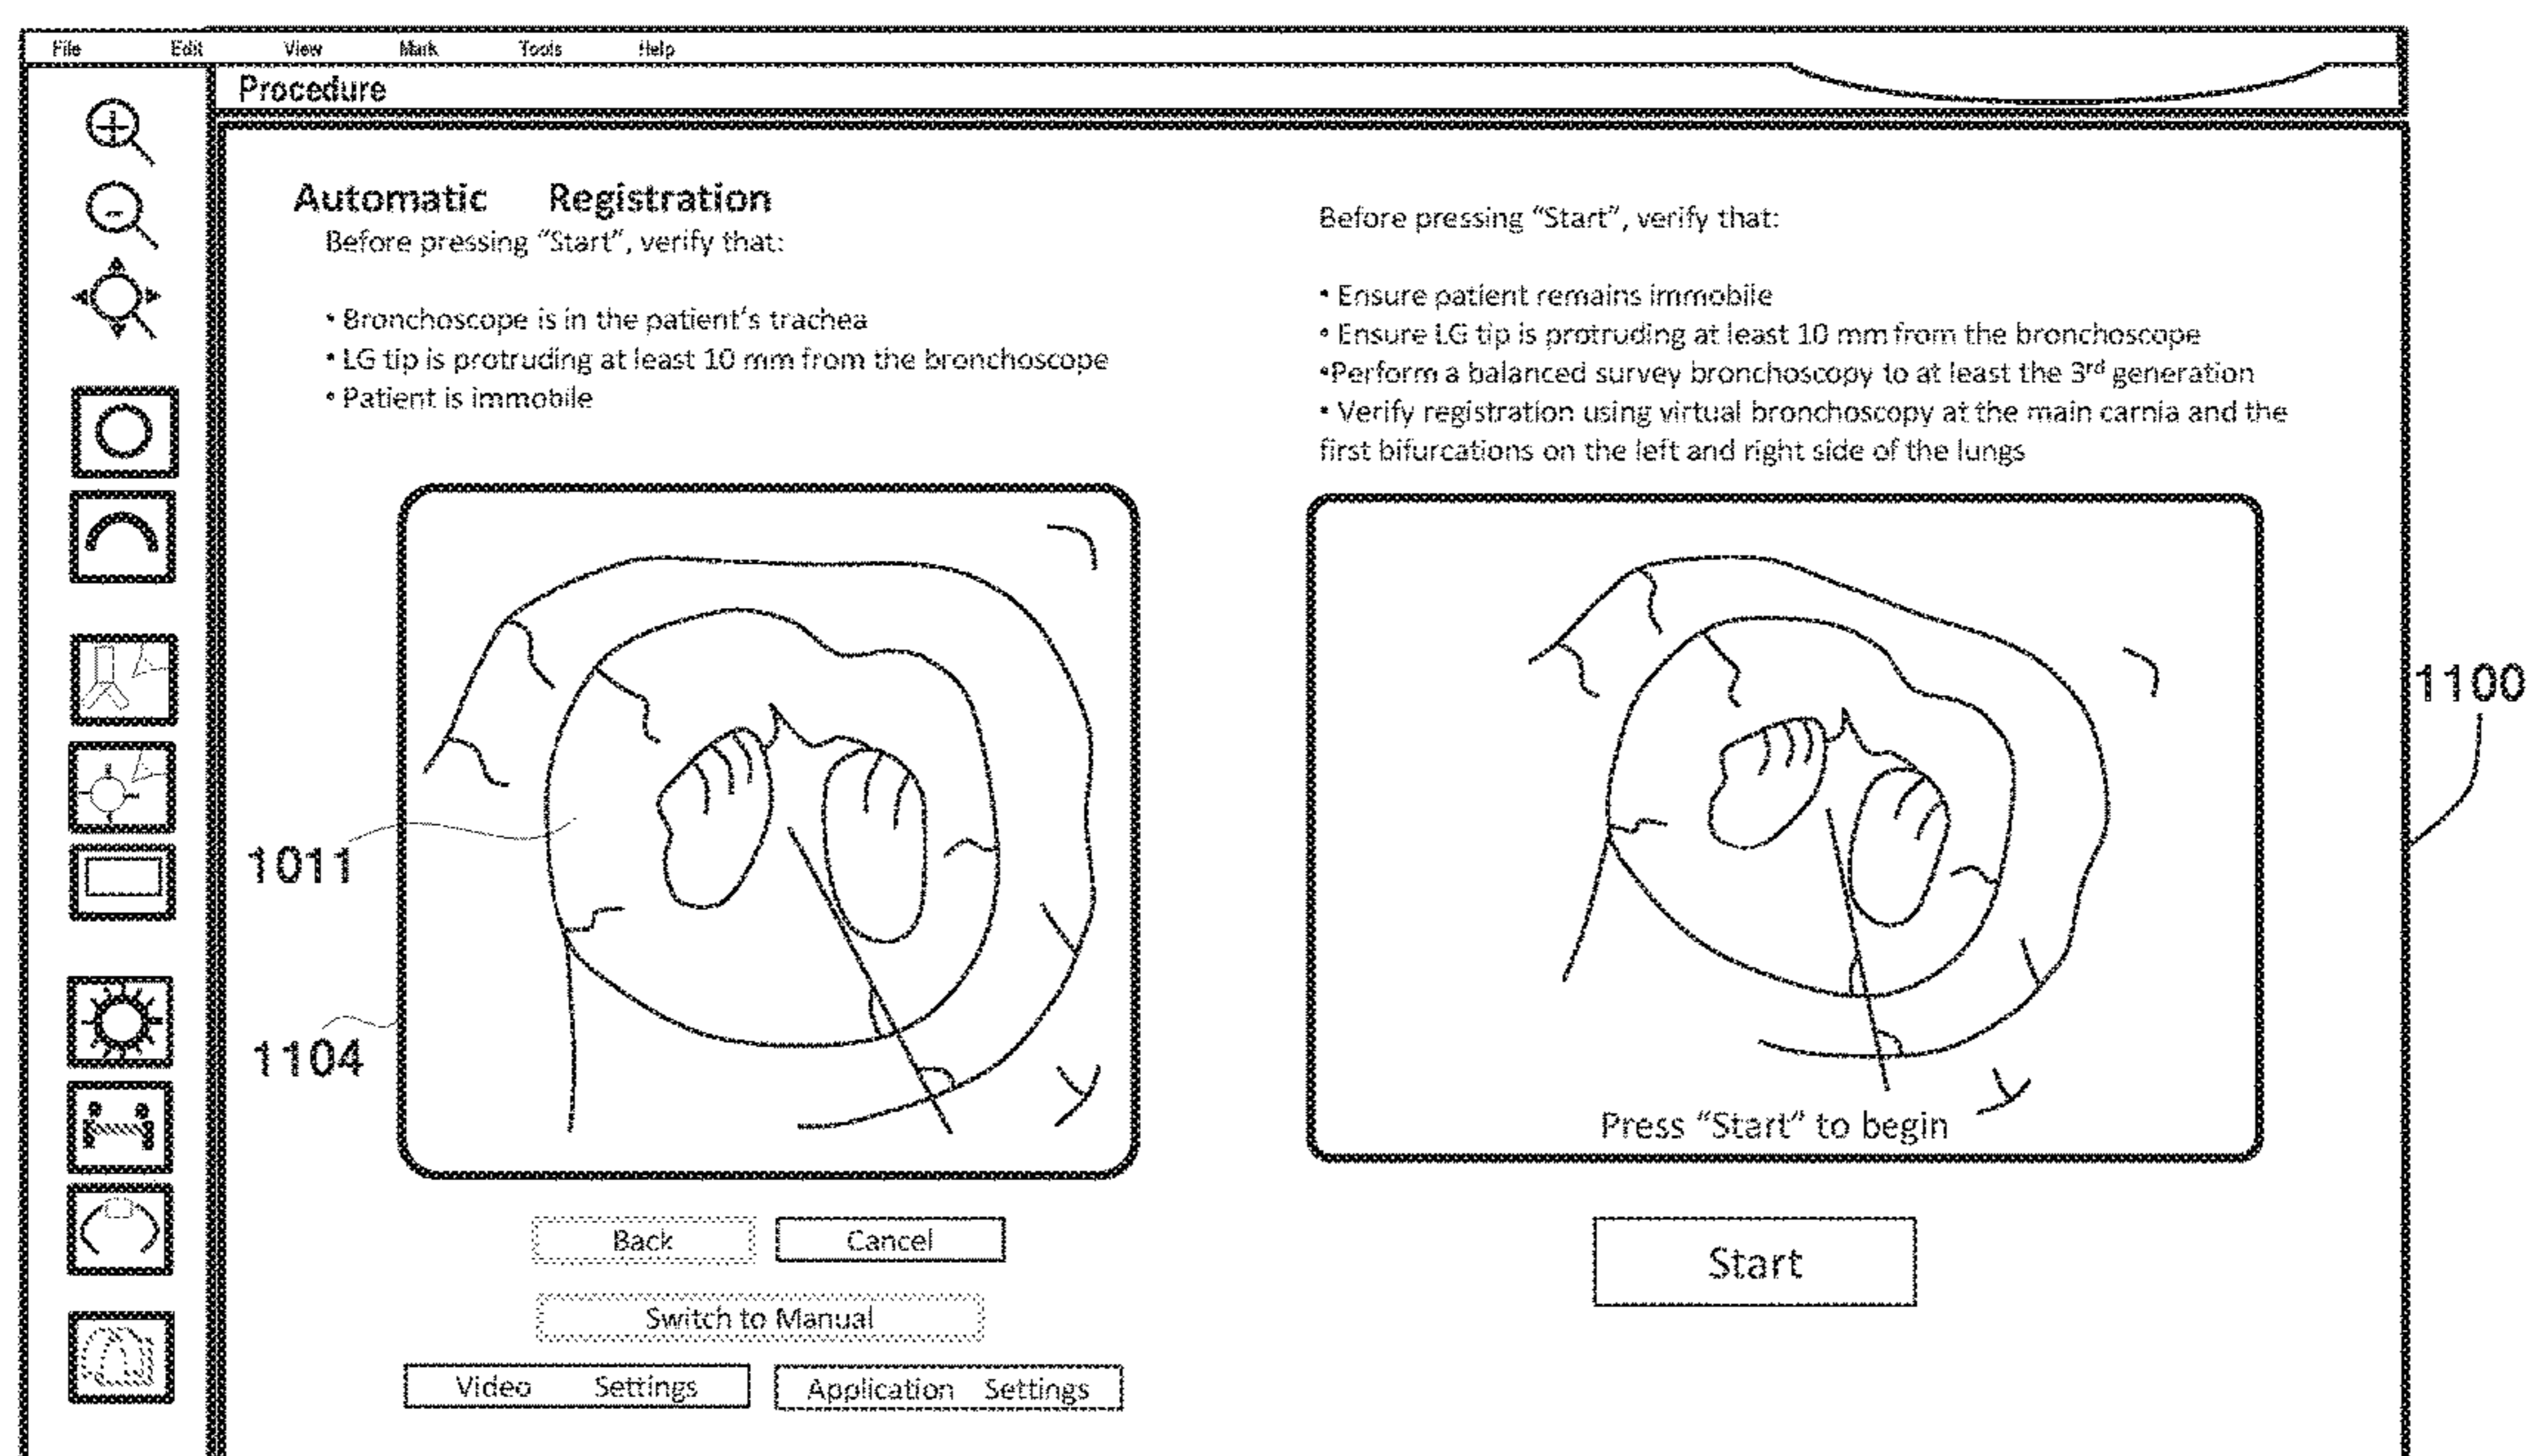 File Edit View Mark Tools Help
Procedure
Automatic Registration
Before pressing “Start”, verify that:
• Bronchoscope is in the patient’s trachea
• LG tip is protruding at least 10 mm from the bronchoscope
• Patient is immobile
Before pressing “Start”, verify that:
• Ensure patient remains immobile
• Ensure LG tip is protruding at least 10 mm from the bronchoscope
•Perform a balanced survey bronchoscopy to at least the 3rd generation
• Verify registration using virtual bronchoscopy at the main carnia and the
first bifurcations on the left and right side of the lungs
1100
1011
1104
Press “Start” to begin
Back Cancel
Start
Switch to Manual
Video Settings Application Settings